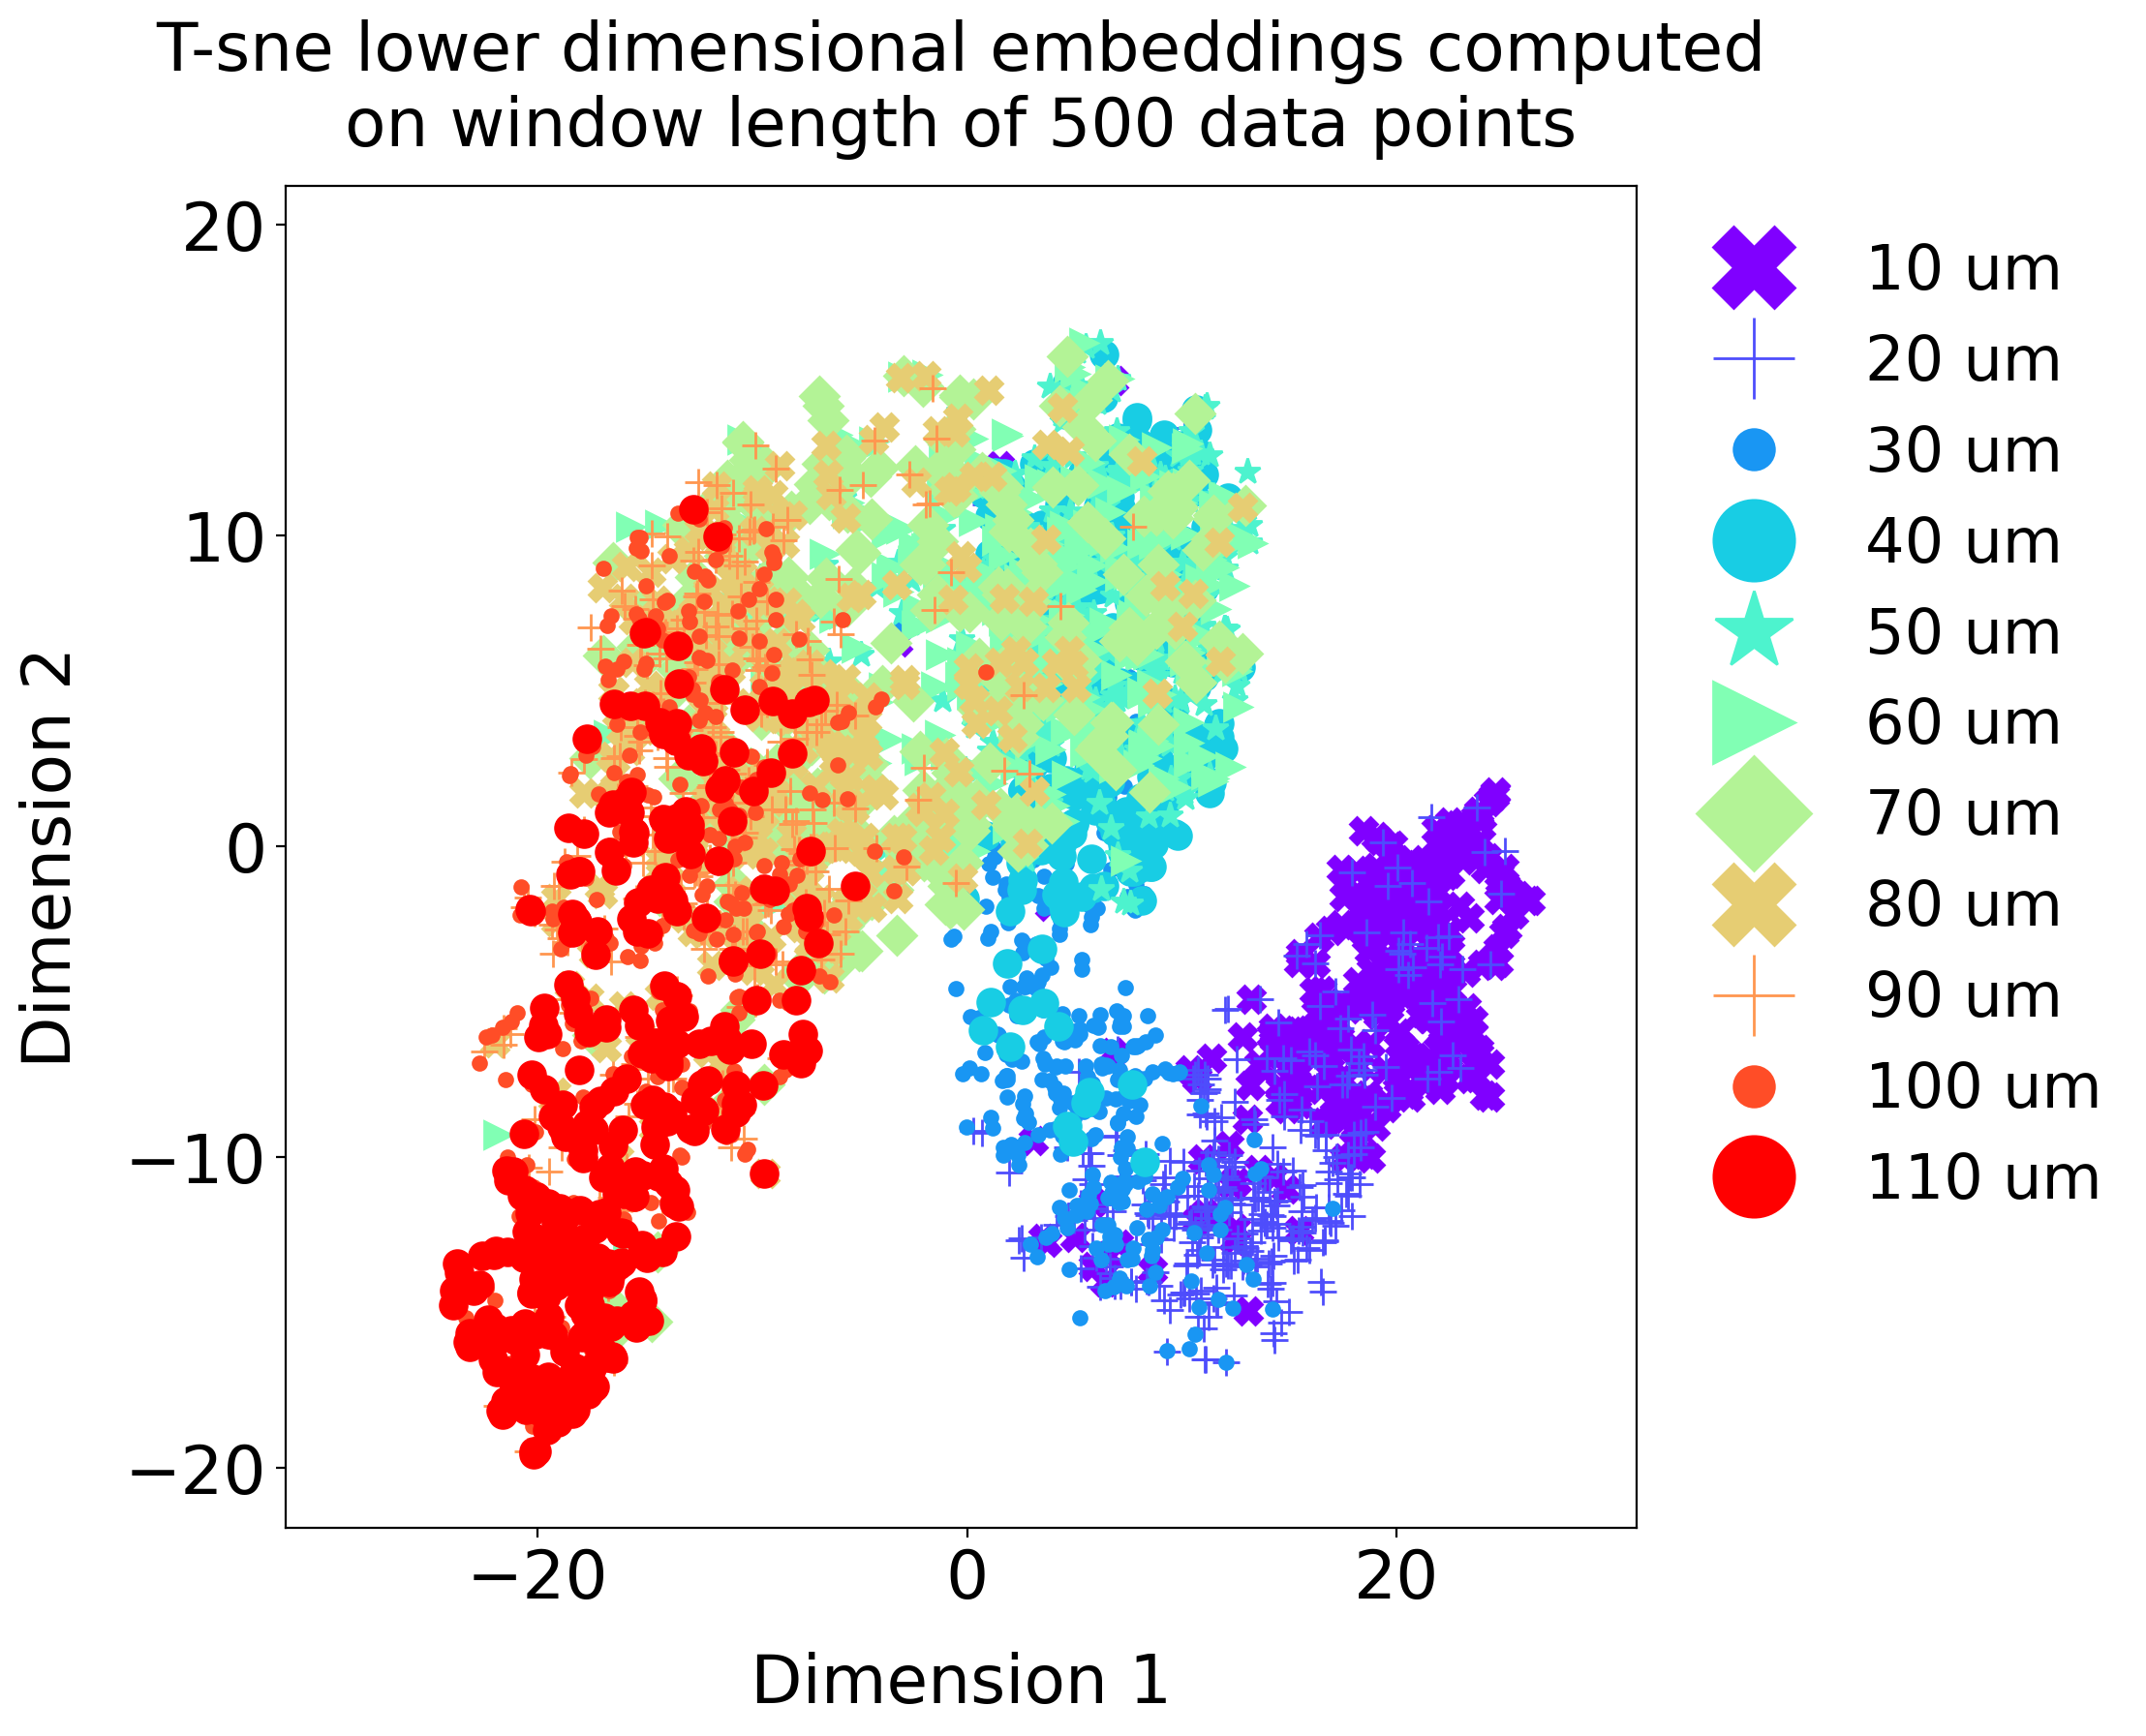 T-sne lower dimensional embeddings computed
on window length of 500 data points
20
10
0
−10
−20
Dimension 2
−20
0
20
Dimension 1
10 um
20 um
30 um
40 um
50 um
60 um
70 um
80 um
90 um
100 um
110 um